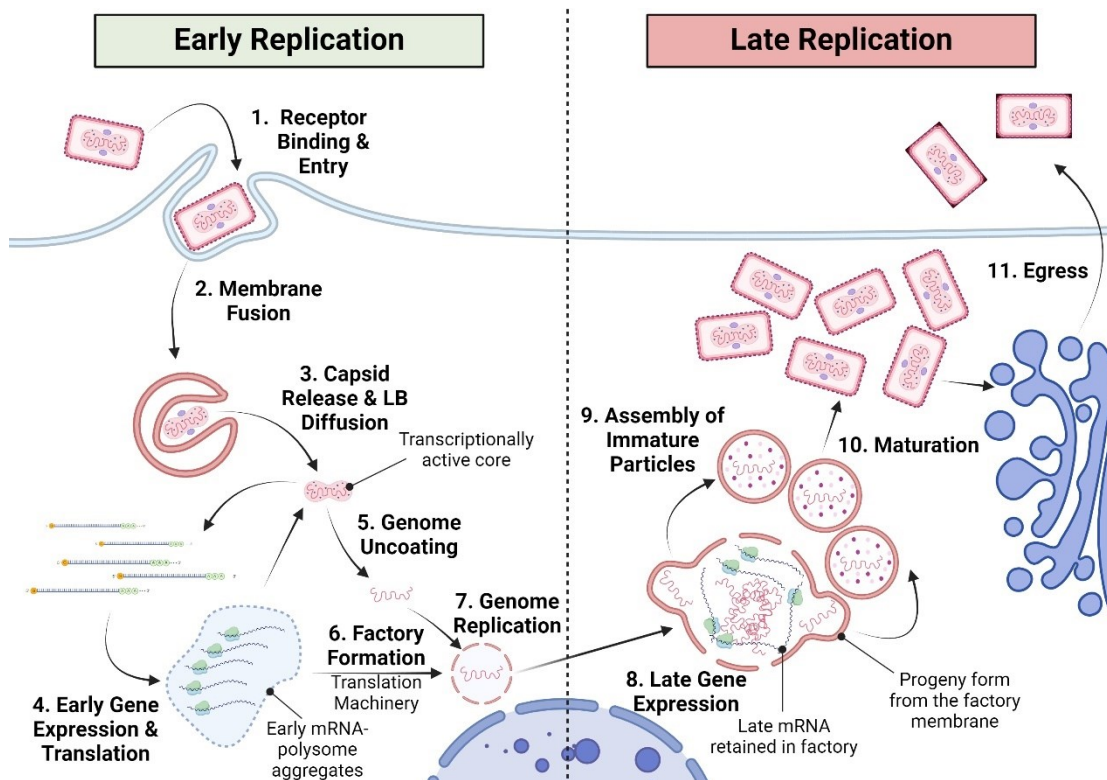 Early Replication
Late Replication
1. Receptor
Binding &
Entry
2. Membrane
Fusion
3. Capsid
Release & LB
Diffusion
Transcriptionally
active core
5. Genome
Uncoating
4. Early Gene
Expression &
Translation
Early mRNA-
polysome
aggregates
6. Factory
Formation
Translation
Machinery
7. Genome
Replication
8. Late Gene
Expression
Late mRNA
retained in factory
Progeny form
from the factory
membrane
9. Assembly of
Immature
Particles
10. Maturation
11. Egress